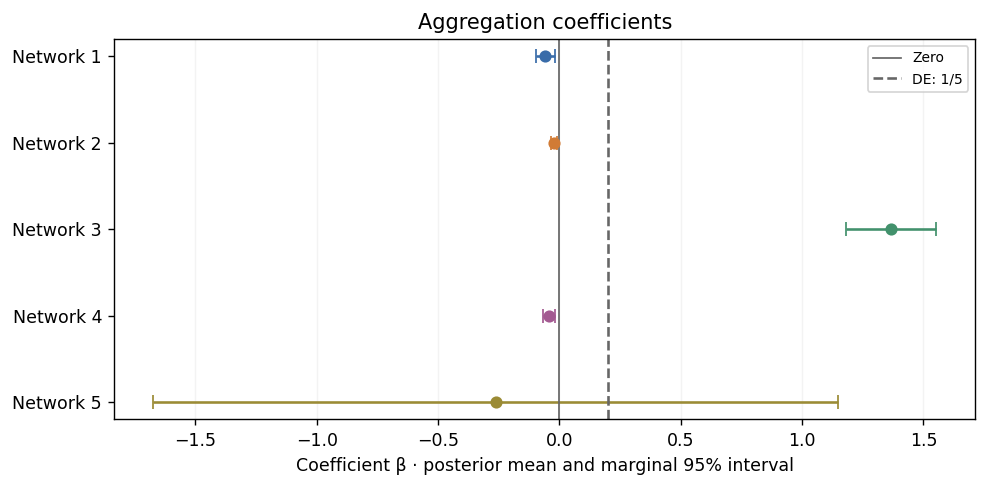 Aggregation coefficients
Network 1
Network 2
Network 3
Network 4
Network 5
Zero
DE: 1/5
−1.5 −1.0 −0.5 0.0 0.5 1.0 1.5
Coefficient β · posterior mean and marginal 95% interval